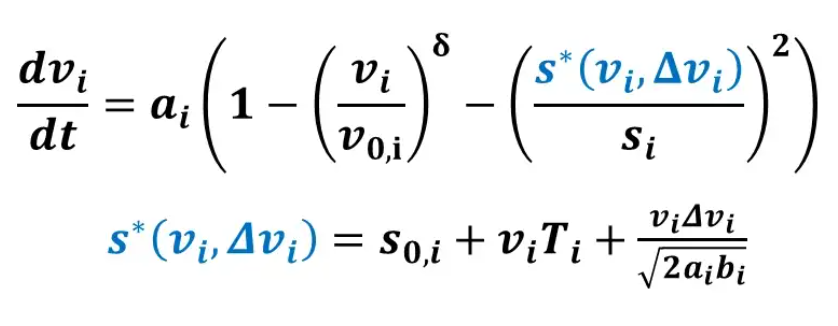 dv_i/dt = a_i(1 − (v_i/v_{0,i})^δ − (s*(v_i, Δv_i)/s_i)^2)
s*(v_i, Δv_i) = s_{0,i} + v_iT_i + v_iΔv_i/√(2a_ib_i)